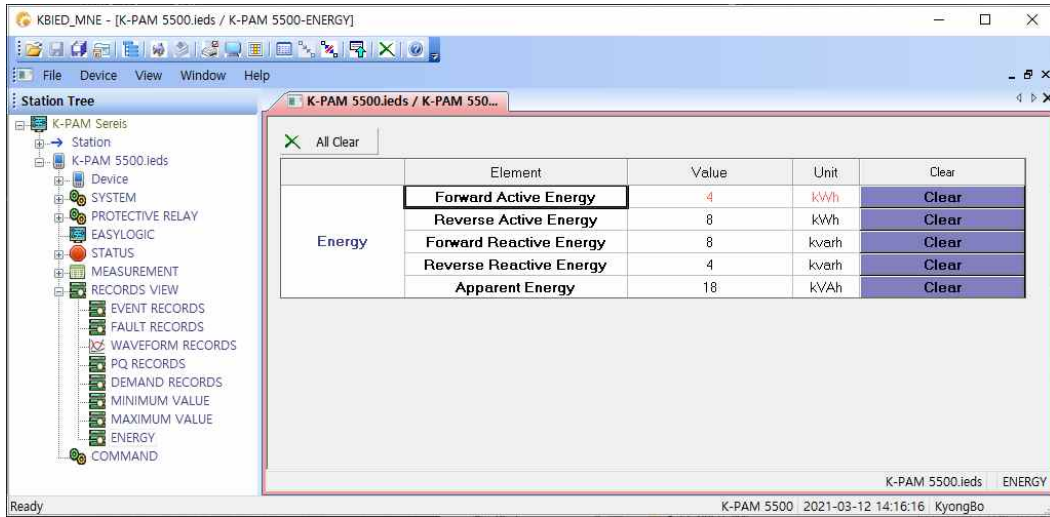 KBIED_MNE - [K-PAM 5500.ieds / K-PAM 5500-ENERGY]
File Device View Window Help
Station Tree
K-PAM Sereis
Station
K-PAM 5500.ieds
Device
SYSTEM
PROTECTIVE RELAY
EASYLOGIC
STATUS
MEASUREMENT
RECORDS VIEW
EVENT RECORDS
FAULT RECORDS
WAVEFORM RECORDS
PQ RECORDS
DEMAND RECORDS
MINIMUM VALUE
MAXIMUM VALUE
ENERGY
COMMAND
K-PAM 5500.ieds / K-PAM 550...
All Clear
Element Value Unit Clear
Energy
Forward Active Energy 4 kWh Clear
Reverse Active Energy 8 kWh Clear
Forward Reactive Energy 8 kvarh Clear
Reverse Reactive Energy 4 kvarh Clear
Apparent Energy 18 kVAh Clear
K-PAM 5500.ieds ENERGY
Ready K-PAM 5500 2021-03-12 14:16:16 KyongBo